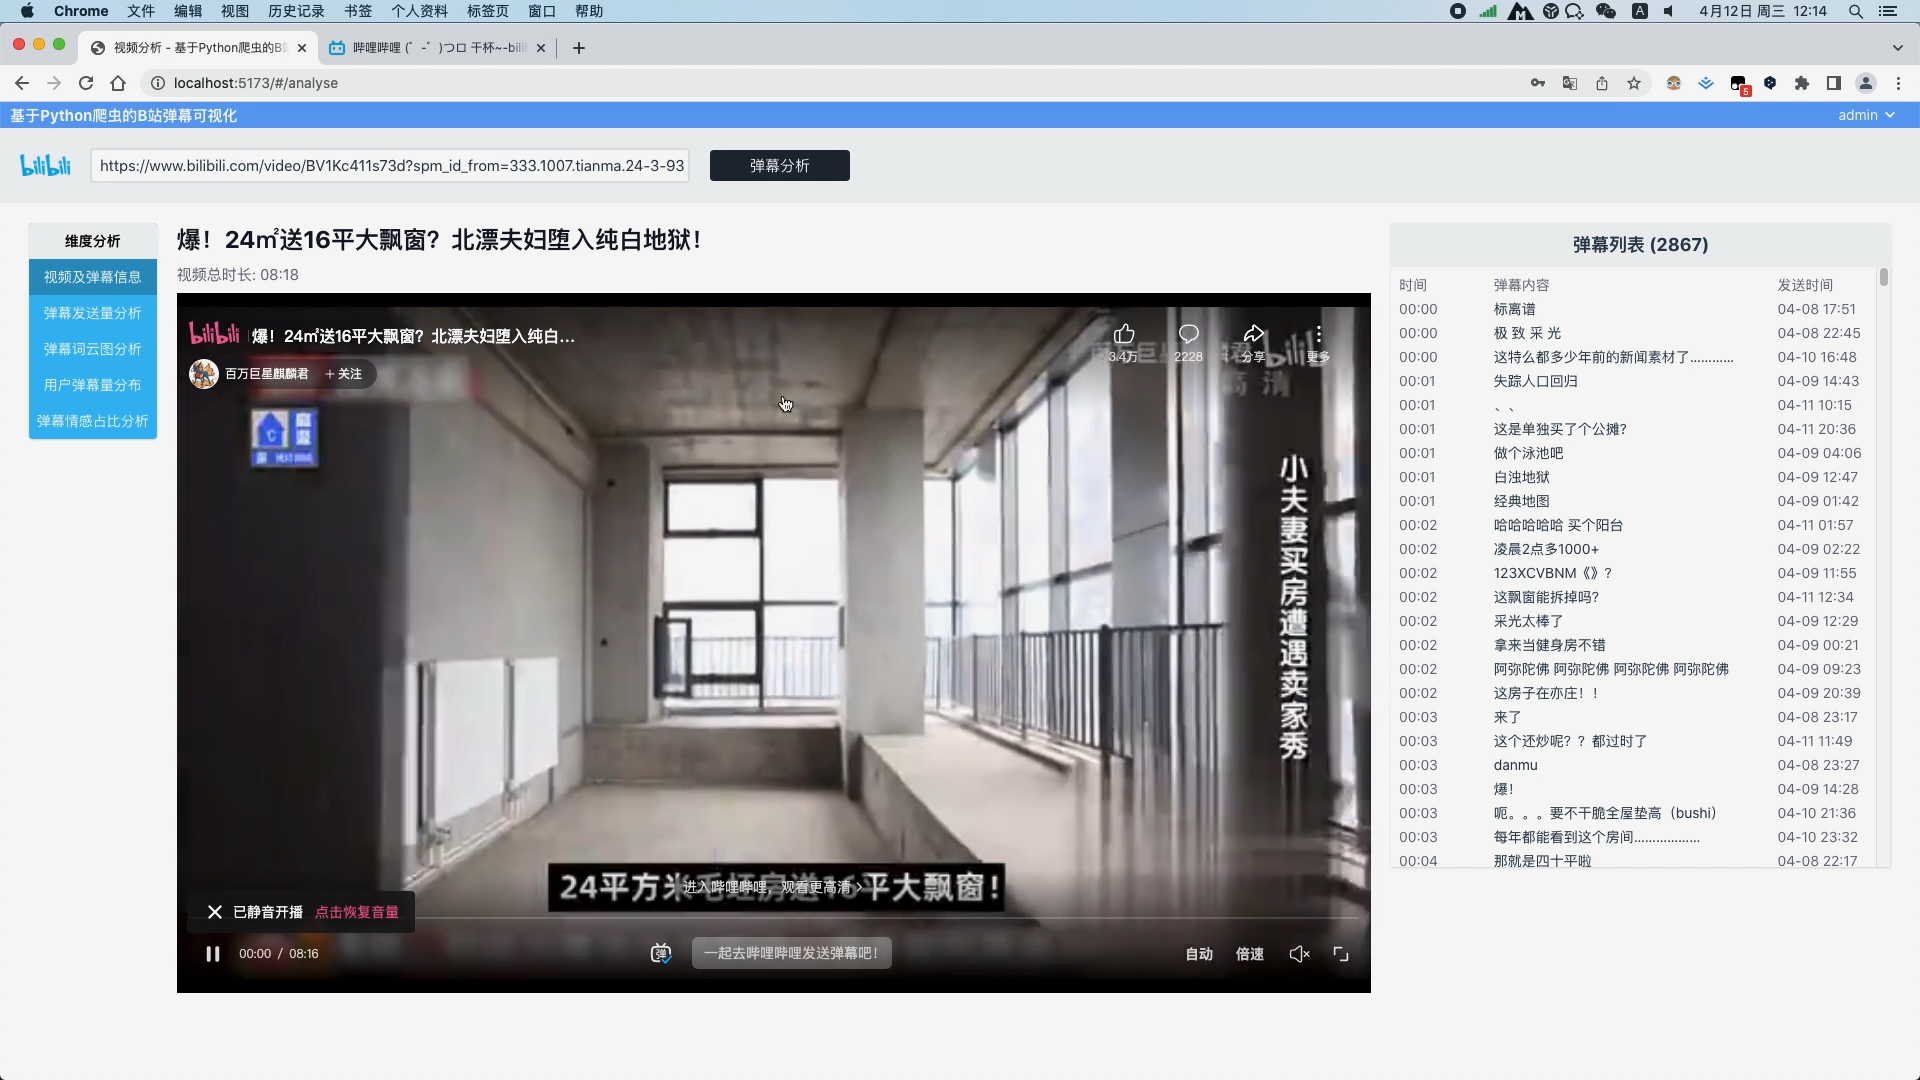 Chrome 文件 编辑 视图 历史记录 书签 个人资料 标签页 窗口 帮助
4月12日 周三 12:14
视频分析 - 基于Python爬虫的B站
哔哩哔哩 (゜-゜)つロ 干杯~-bili
localhost:5173/#/analyse
5
基于Python爬虫的B站弹幕可视化
admin
bilibili
https://www.bilibili.com/video/BV1Kc411s73d?spm_id_from=333.1007.tianma.24-3-93
弹幕分析
维度分析
视频及弹幕信息
弹幕发送量分析
弹幕词云图分析
用户弹幕量分布
弹幕情感占比分析
爆！24㎡送16平大飘窗？北漂夫妇堕入纯白地狱！
视频总时长: 08:18
bilibili 爆！24㎡送16平大飘窗？北漂夫妇堕入纯白...
3.4万 2228 分享 更多
百万巨星麒麟君 ＋关注
高清
小夫妻买房遭遇卖家秀
24平方米毛坯房送16平大飘窗！
进入哔哩哔哩，观看更高清 >
已静音开播 点击恢复音量
00:00 / 08:16
弹
一起去哔哩哔哩发送弹幕吧！
自动 倍速
弹幕列表 (2867)
时间 弹幕内容 发送时间
00:00 标离谱 04-08 17:51
00:00 极 致 采 光 04-08 22:45
00:00 这特么都多少年前的新闻素材了………… 04-10 16:48
00:01 失踪人口回归 04-09 14:43
00:01 、、 04-11 10:15
00:01 这是单独买了个公摊？ 04-11 20:36
00:01 做个泳池吧 04-09 04:06
00:01 白浊地狱 04-09 12:47
00:01 经典地图 04-09 01:42
00:02 哈哈哈哈哈 买个阳台 04-11 01:57
00:02 凌晨2点多1000+ 04-09 02:22
00:02 123XCVBNM《》? 04-09 11:55
00:02 这飘窗能拆掉吗? 04-11 12:34
00:02 采光太棒了 04-09 12:29
00:02 拿来当健身房不错 04-09 00:21
00:02 阿弥陀佛 阿弥陀佛 阿弥陀佛 阿弥陀佛 04-09 09:23
00:02 这房子在亦庄！！ 04-09 20:39
00:03 来了 04-08 23:17
00:03 这个还炒呢？？都过时了 04-11 11:49
00:03 danmu 04-08 23:27
00:03 爆！ 04-09 14:28
00:03 呃。。。要不干脆全屋垫高（bushi） 04-10 21:36
00:03 每年都能看到这个房间.................. 04-10 23:32
00:04 那就是四十平啦 04-08 22:17